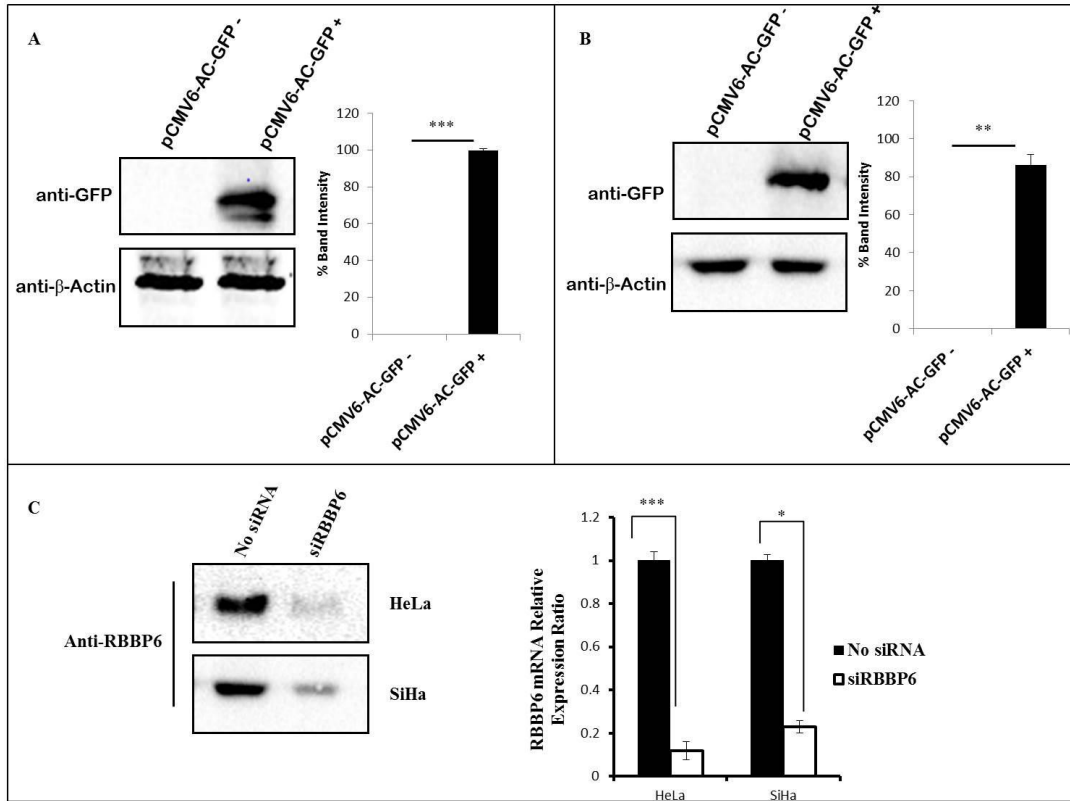 A
pCMV6-AC-GFP -
pCMV6-AC-GFP +
anti-GFP
anti-β-Actin
***
120
100
80
60
40
20
0
% Band Intensity
pCMV6-AC-GFP -
pCMV6-AC-GFP +
B
pCMV6-AC-GFP-
pCMV6-AC-GFP+
anti-GFP
anti-β-Actin
**
120
100
80
60
40
20
0
% Band Intensity
pCMV6-AC-GFP -
pCMV6-AC-GFP +
C
No siRNA
siRBBP6
Anti-RBBP6
HeLa
SiHa
***
*
1.2
1
0.8
0.6
0.4
0.2
0
RBBP6 mRNA Relative
Expression Ratio
HeLa
SiHa
No siRNA
siRBBP6